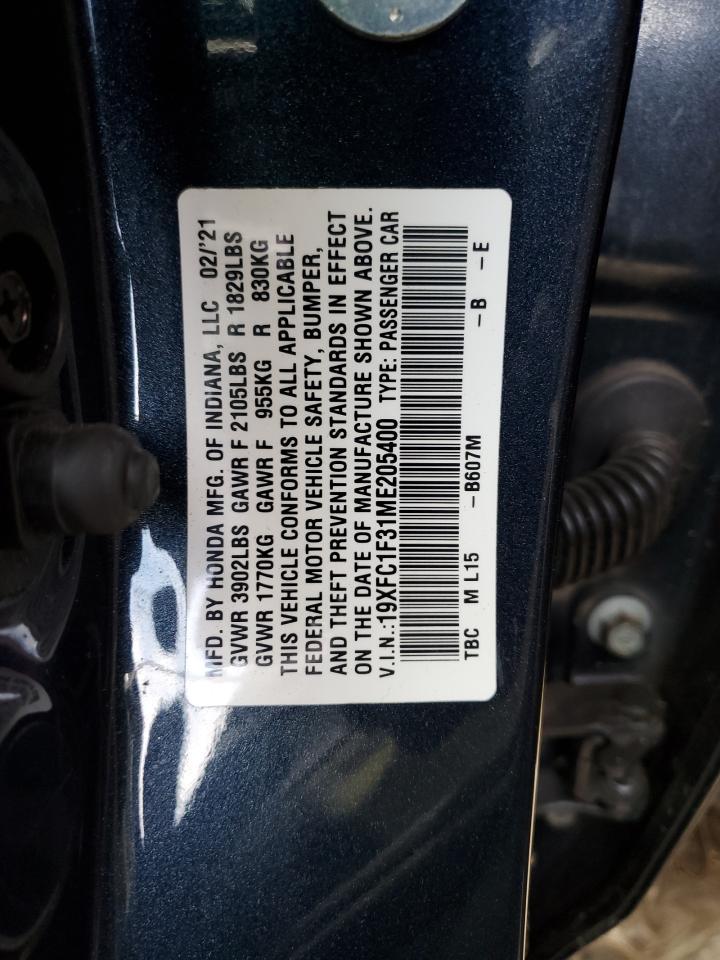 MFD. BY HONDA MFG. OF INDIANA, LLC 02/'21
GVWR 3902LBS GAWR F 2105LBS R 1829LBS
GVWR 1770KG GAWR F 955KG R 830KG
THIS VEHICLE CONFORMS TO ALL APPLICABLE
FEDERAL MOTOR VEHICLE SAFETY, BUMPER,
AND THEFT PREVENTION STANDARDS IN EFFECT
ON THE DATE OF MANUFACTURE SHOWN ABOVE.
V.I.N.:19XFC1F31ME205400 TYPE: PASSENGER CAR
TBC M L15 -B607M -B -E